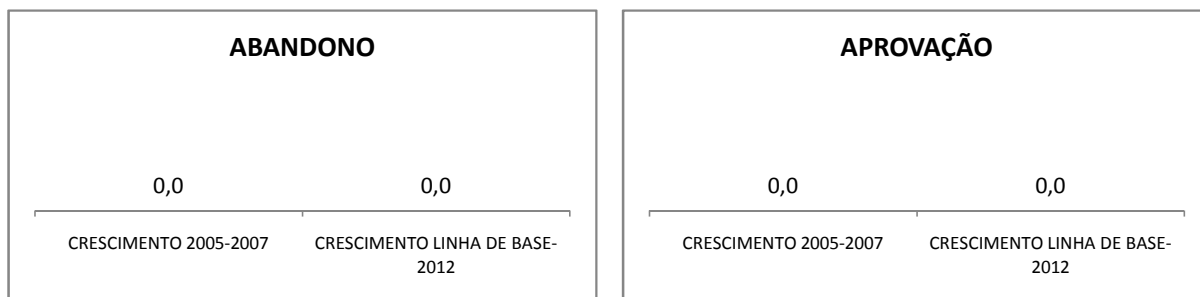 ABANDONO
0,0
0,0
CRESCIMENTO 2005-2007
CRESCIMENTO LINHA DE BASE-
2012
APROVAÇÃO
0,0
0,0
CRESCIMENTO 2005-2007
CRESCIMENTO LINHA DE BASE-
2012